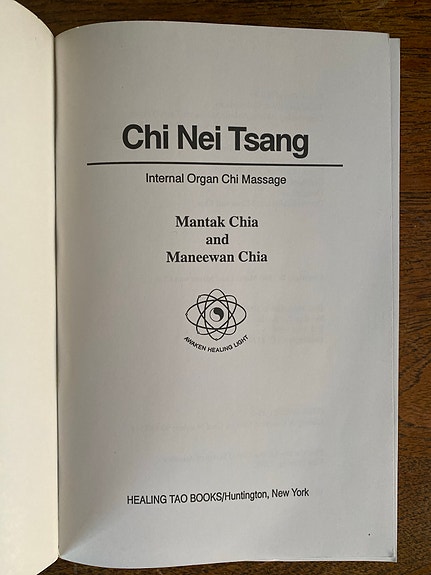 Chi Nei Tsang
Internal Organ Chi Massage
Mantak Chia
and
Maneewan Chia
AWAKEN HEALING LIGHT
HEALING TAO BOOKS/Huntington, New York